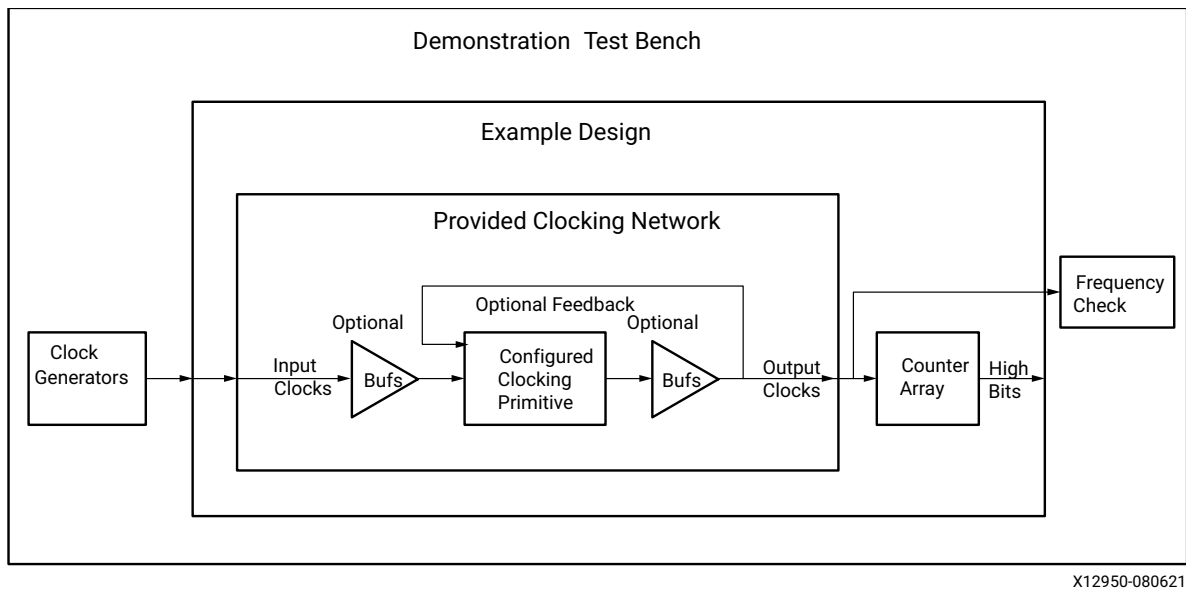 Demonstration Test Bench
Example Design
Provided Clocking Network
Optional Feedback
Frequency
Check
Optional
Optional
Clock
Generators
Input
Clocks
Bufs
Configured
Clocking
Primitive
Bufs
Output
Clocks
Counter
Array
High
Bits
X12950-080621